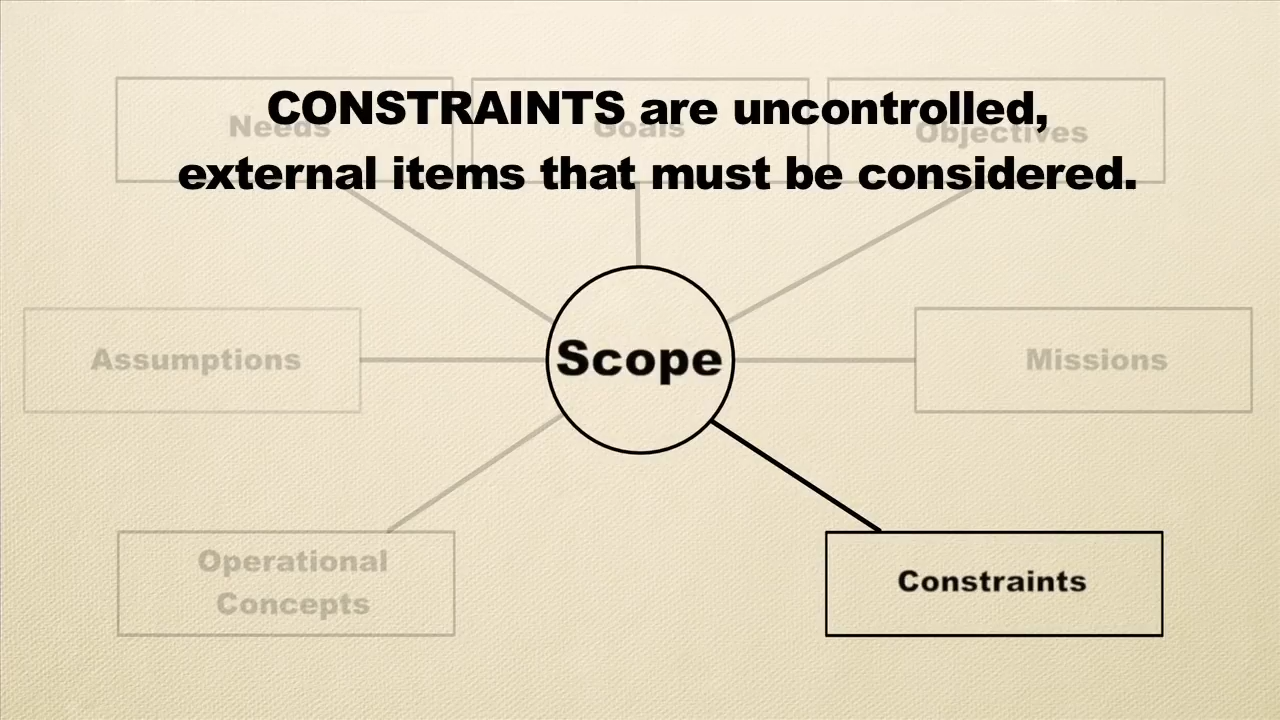 CONSTRAINTS are uncontrolled,
external items that must be considered.
Needs
Goals
Objectives
Assumptions
Scope
Missions
Operational
Concepts
Constraints